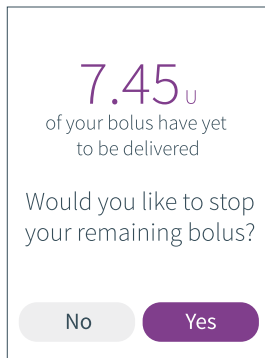 7.45 U
of your bolus have yet
to be delivered
Would you like to stop
your remaining bolus?
No Yes